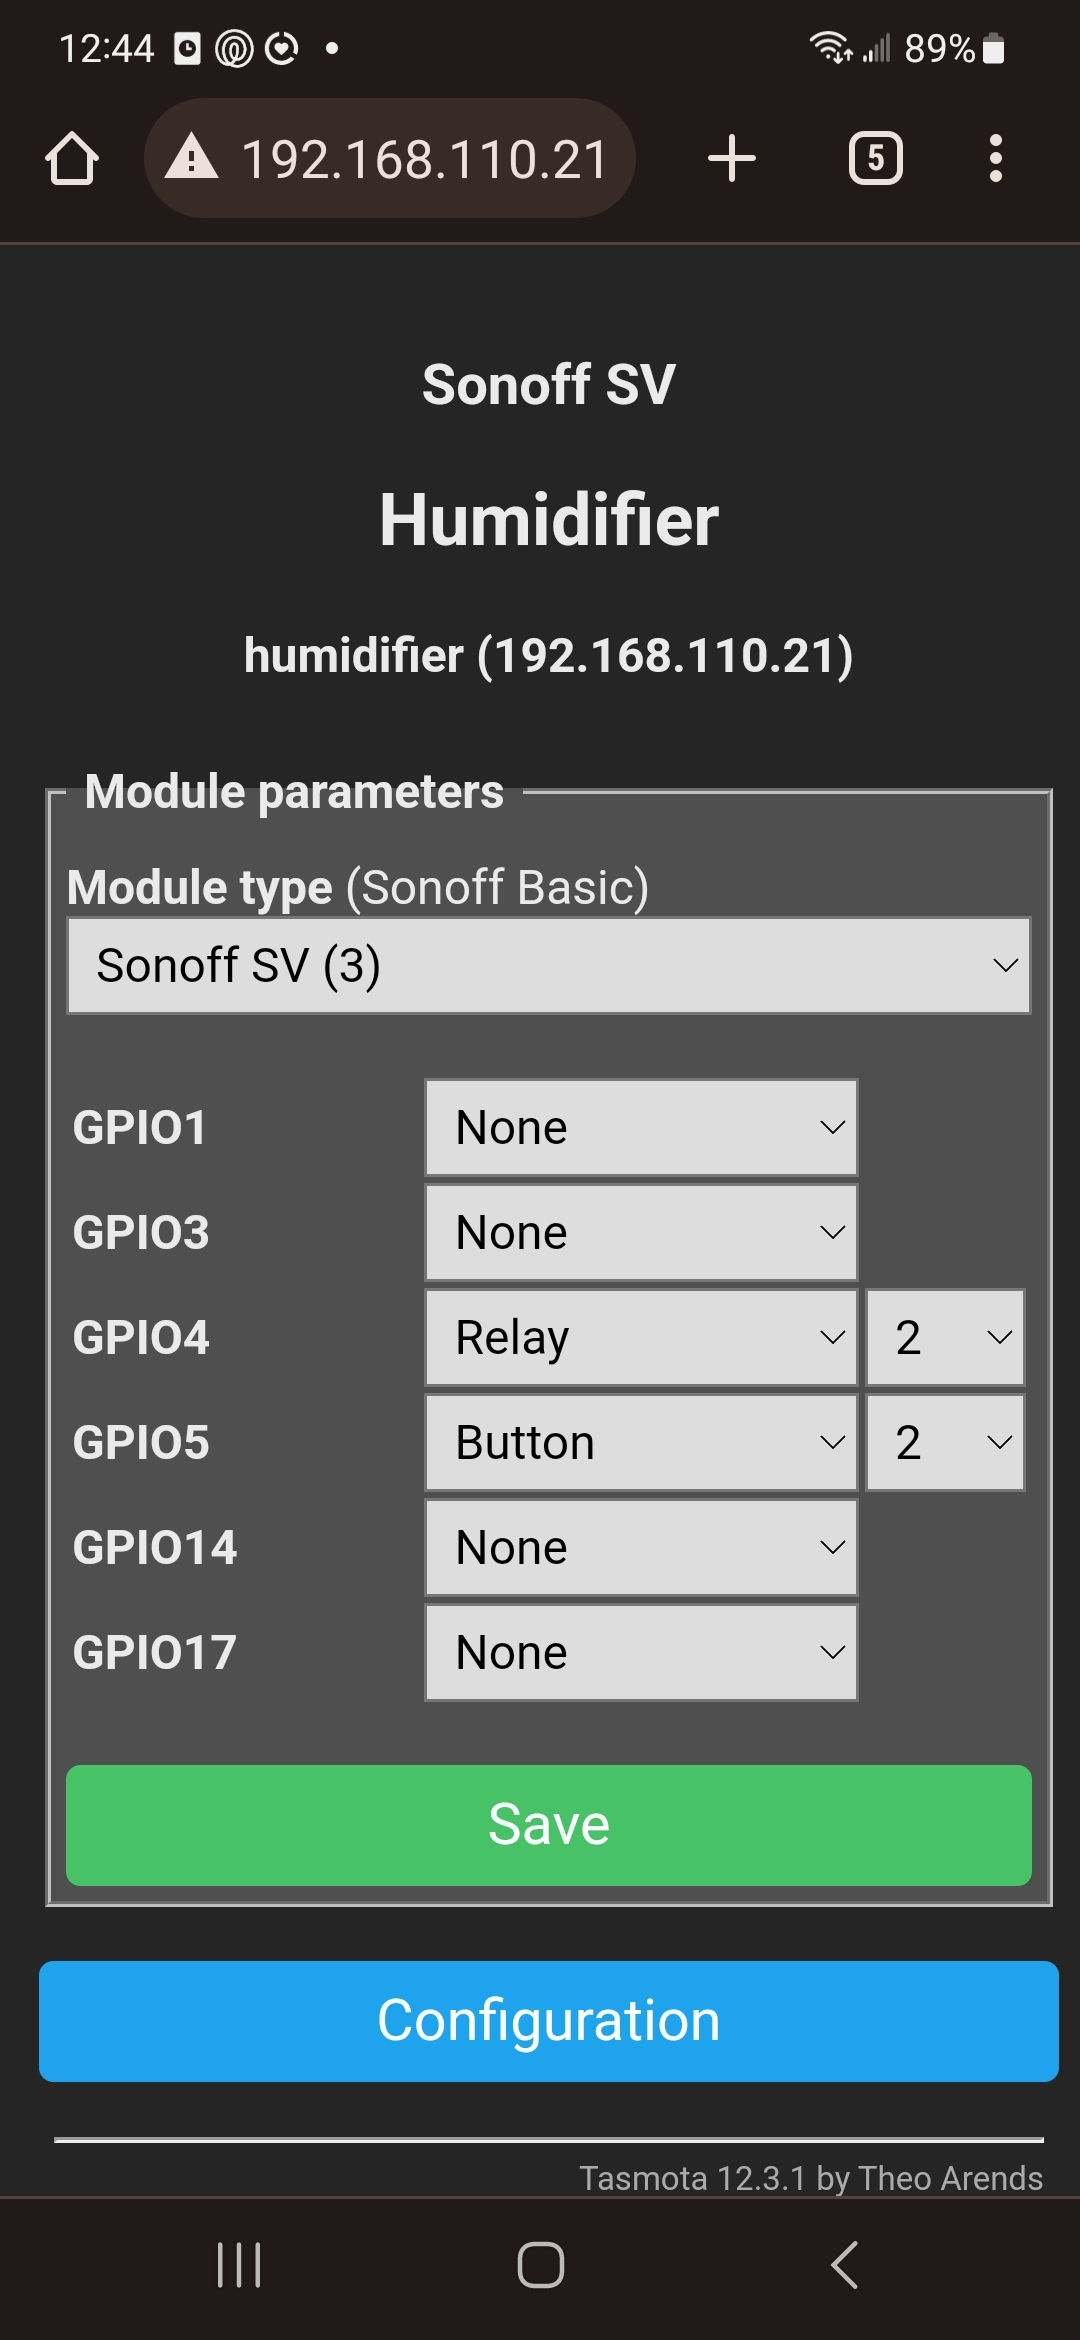 12:44 89%
192.168.110.21 5
Sonoff SV
Humidifier
humidifier (192.168.110.21)
Module parameters
Module type (Sonoff Basic)
Sonoff SV (3)
GPIO1 None
GPIO3 None
GPIO4 Relay 2
GPIO5 Button 2
GPIO14 None
GPIO17 None
Save
Configuration
Tasmota 12.3.1 by Theo Arends